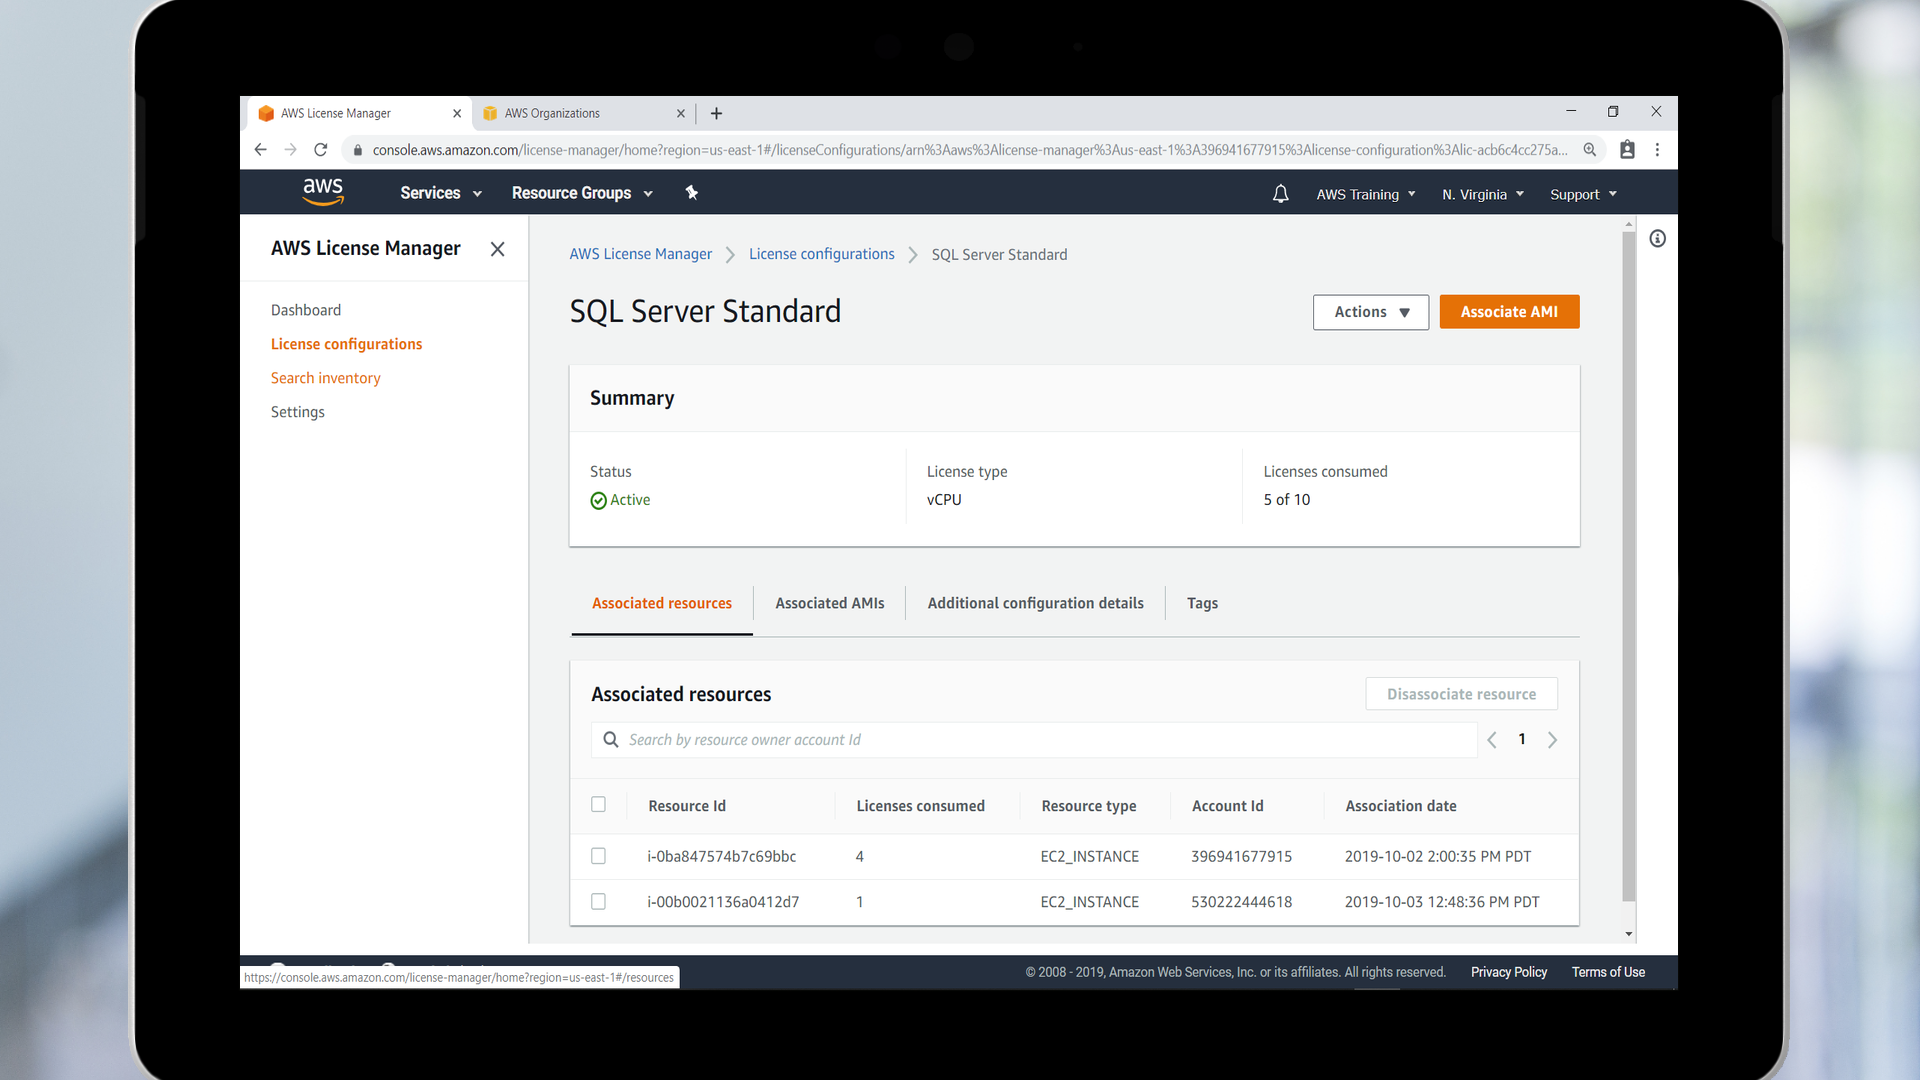 AWS License Manager
AWS Organizations
console.aws.amazon.com/license-manager/home?region=us-east-1#/licenseConfigurations/arn%3Aaws%3Alicense-manager%3Aus-east-1%3A396941677915%3Alicense-configuration%3Alic-acb6c4cc275a...
aws Services Resource Groups AWS Training N. Virginia Support
AWS License Manager
Dashboard
License configurations
Search inventory
Settings
AWS License Manager License configurations SQL Server Standard
SQL Server Standard
Actions Associate AMI
Summary
Status License type Licenses consumed
Active vCPU 5 of 10
Associated resources Associated AMIs Additional configuration details Tags
Associated resources Disassociate resource
Search by resource owner account Id 1
Resource Id Licenses consumed Resource type Account Id Association date
i-0ba847574b7c69bbc 4 EC2_INSTANCE 396941677915 2019-10-02 2:00:35 PM PDT
i-00b0021136a0412d7 1 EC2_INSTANCE 530222444618 2019-10-03 12:48:36 PM PDT
© 2008 - 2019, Amazon Web Services, Inc. or its affiliates. All rights reserved. Privacy Policy Terms of Use
https://console.aws.amazon.com/license-manager/home?region=us-east-1#/resources